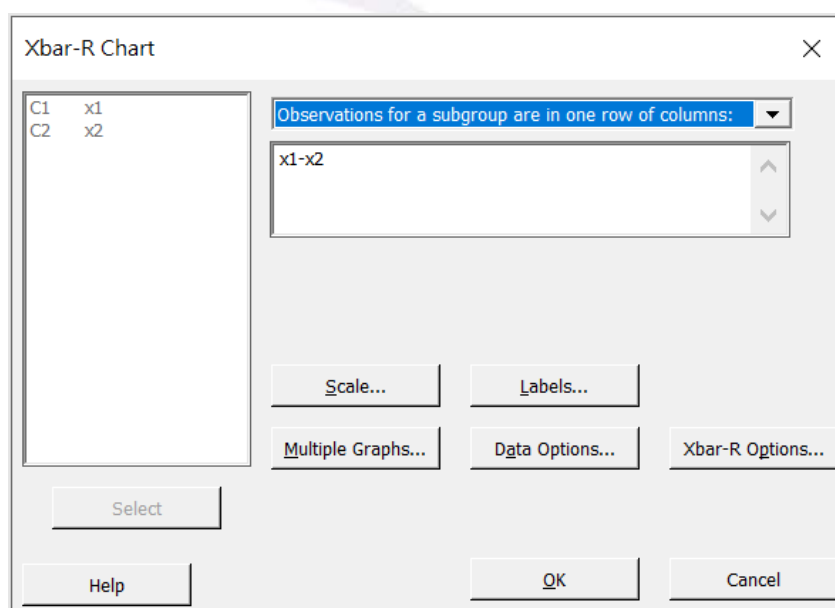 Xbar-R Chart
C1 x1
C2 x2
Observations for a subgroup are in one row of columns:
x1-x2
Scale... Labels...
Multiple Graphs... Data Options... Xbar-R Options...
Select
Help OK Cancel